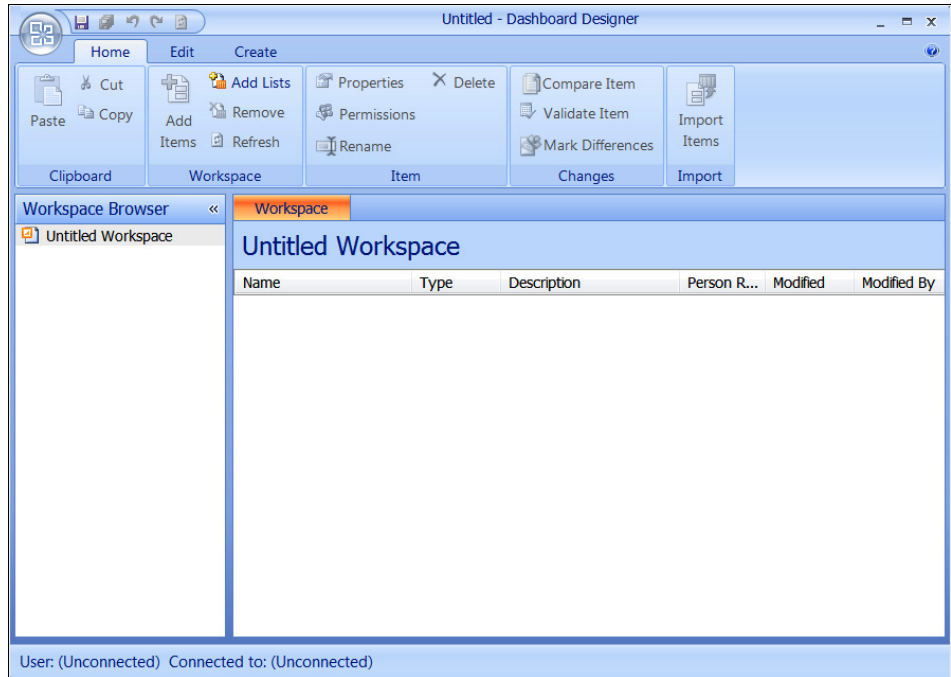 Untitled - Dashboard Designer
Home Edit Create
Paste
Cut
Copy
Clipboard
Add Items
Add Lists
Remove
Refresh
Workspace
Properties
Permissions
Rename
Delete
Item
Compare Item
Validate Item
Mark Differences
Changes
Import Items
Import
Workspace Browser «
Untitled Workspace
Workspace
Untitled Workspace
Name Type Description Person R... Modified Modified By
User: (Unconnected) Connected to: (Unconnected)